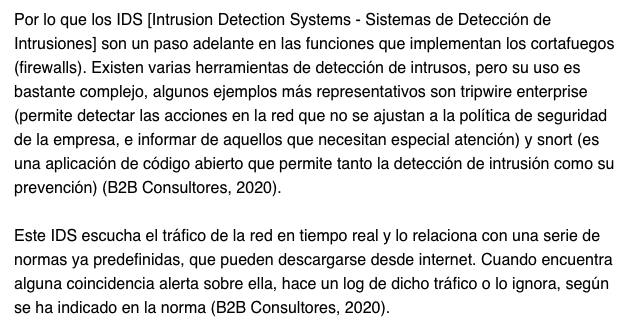 Por lo que los IDS [Intrusion Detection Systems - Sistemas de Detección de
Intrusiones] son un paso adelante en las funciones que implementan los cortafuegos
(firewalls). Existen varias herramientas de detección de intrusos, pero su uso es
bastante complejo, algunos ejemplos más representativos son tripwire enterprise
(permite detectar las acciones en la red que no se ajustan a la política de seguridad
de la empresa, e informar de aquellos que necesitan especial atención) y snort (es
una aplicación de código abierto que permite tanto la detección de intrusión como su
prevención) (B2B Consultores, 2020).

Este IDS escucha el tráfico de la red en tiempo real y lo relaciona con una serie de
normas ya predefinidas, que pueden descargarse desde internet. Cuando encuentra
alguna coincidencia alerta sobre ella, hace un log de dicho tráfico o lo ignora, según
se ha indicado en la norma (B2B Consultores, 2020).